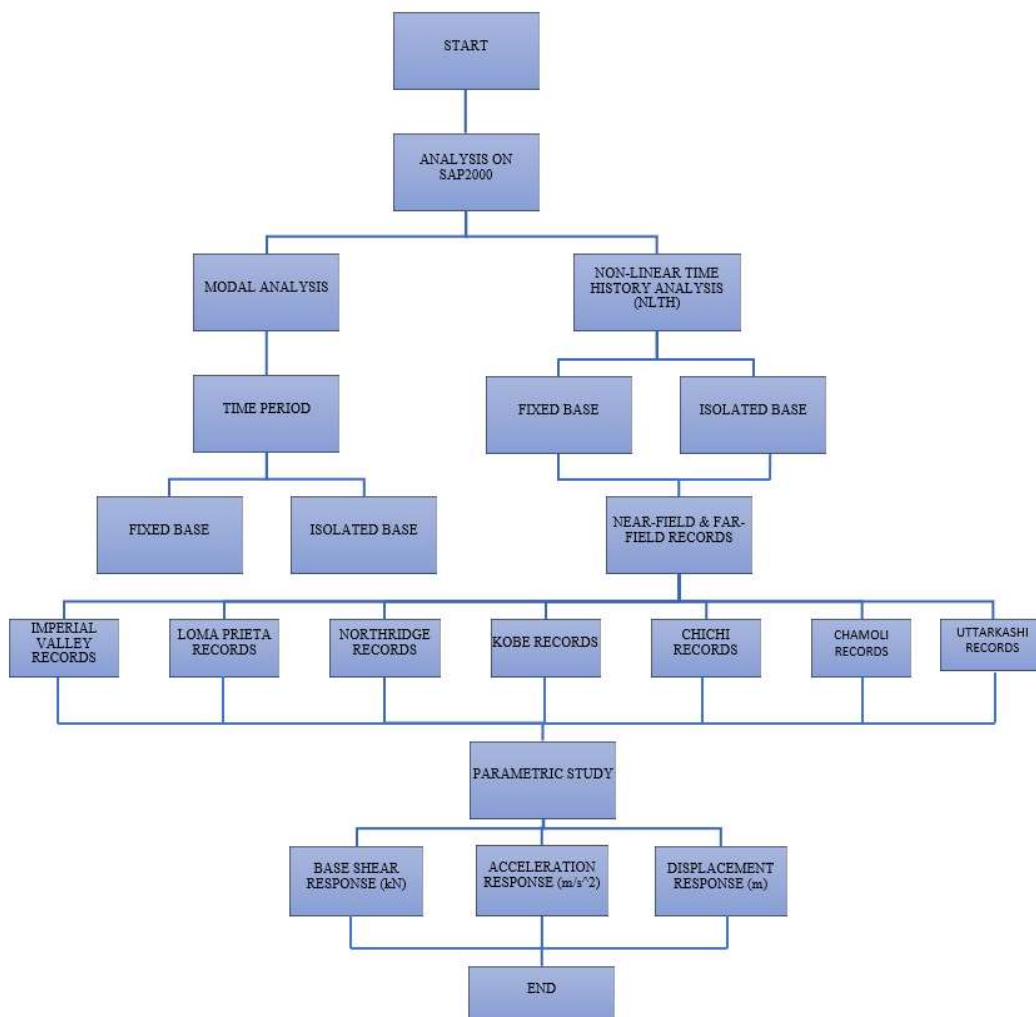 START
ANALYSIS ON
SAP2000
MODAL ANALYSIS
NON-LINEAR TIME
HISTORY ANALYSIS
(NLTH)
TIME PERIOD
FIXED BASE
ISOLATED BASE
FIXED BASE
ISOLATED BASE
NEAR-FIELD & FAR-
FIELD RECORDS
IMPERIAL
VALLEY
RECORDS
LOMA PRIETA
RECORDS
NORTHRIDGE
RECORDS
KOBE RECORDS
CHICHI
RECORDS
CHAMOLI
RECORDS
UTTARKASHI
RECORDS
PARAMETRIC STUDY
BASE SHEAR
RESPONSE (kN)
ACCELERATION
RESPONSE (m/s^2)
DISPLACEMENT
RESPONSE (m)
END